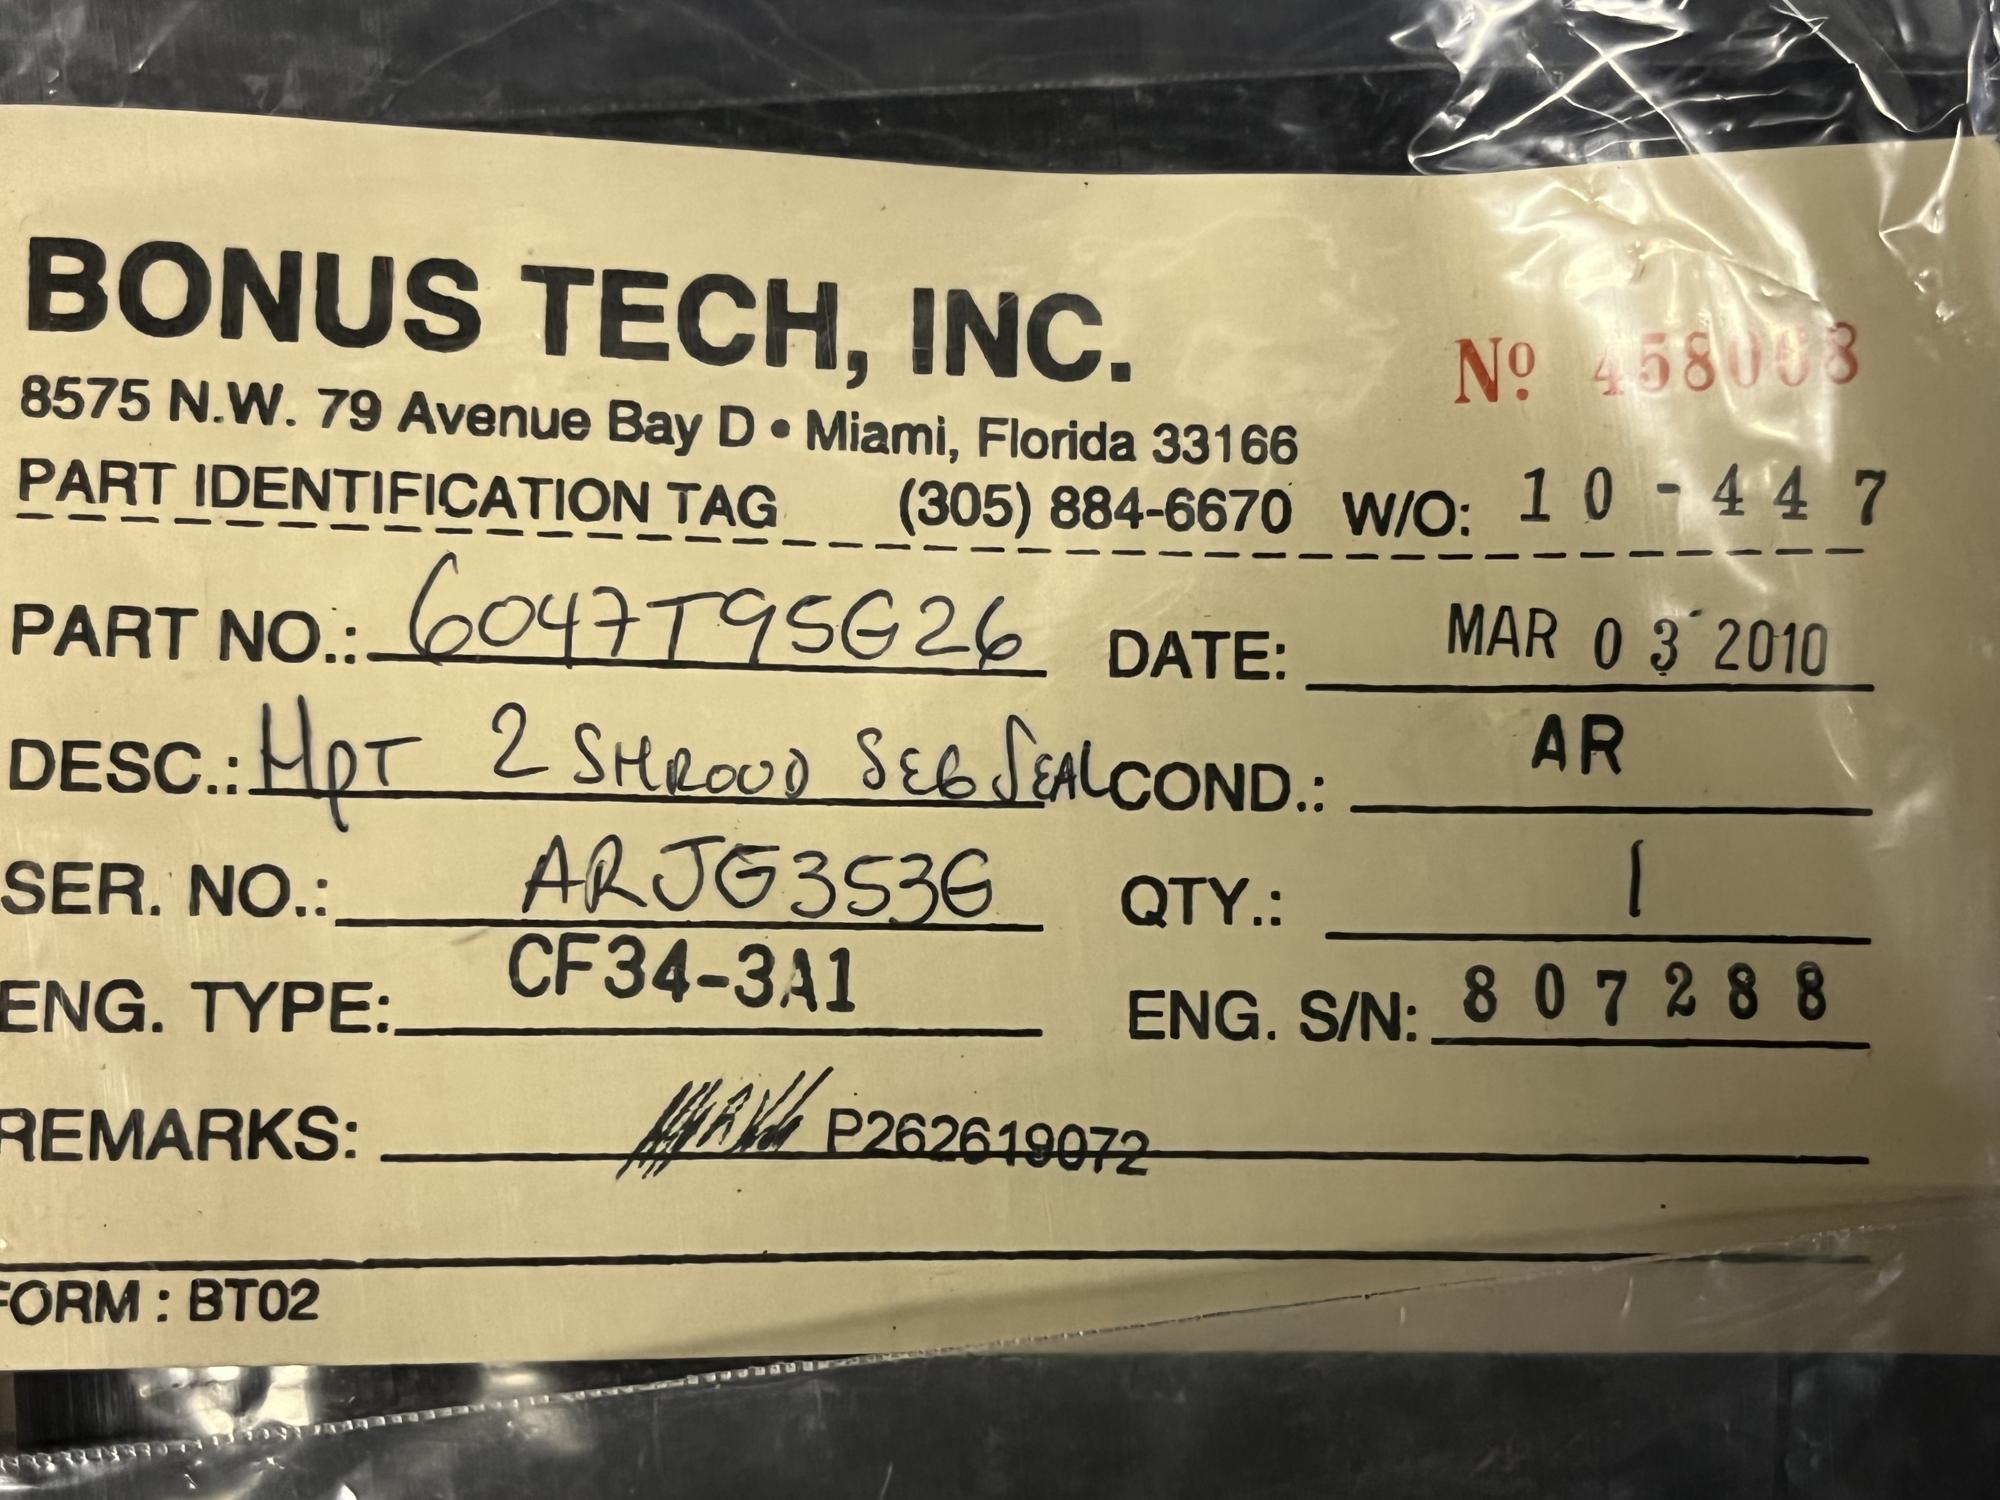 BONUS TECH, INC.
Nº
8575 N.W. 79 Avenue Bay D • Miami, Florida 33166
PART IDENTIFICATION TAG (305) 884-6670 W/O: 10-447
PART NO.: 6047T95G26 DATE: MAR 03 2010
DESC.: HPT 2 SHROUD SEG SEAL COND.: AR
SER. NO.: ARJG353G QTY.: 1
ENG. TYPE: CF34-3A1 ENG. S/N: 807288
REMARKS: P262619072
FORM : BT02